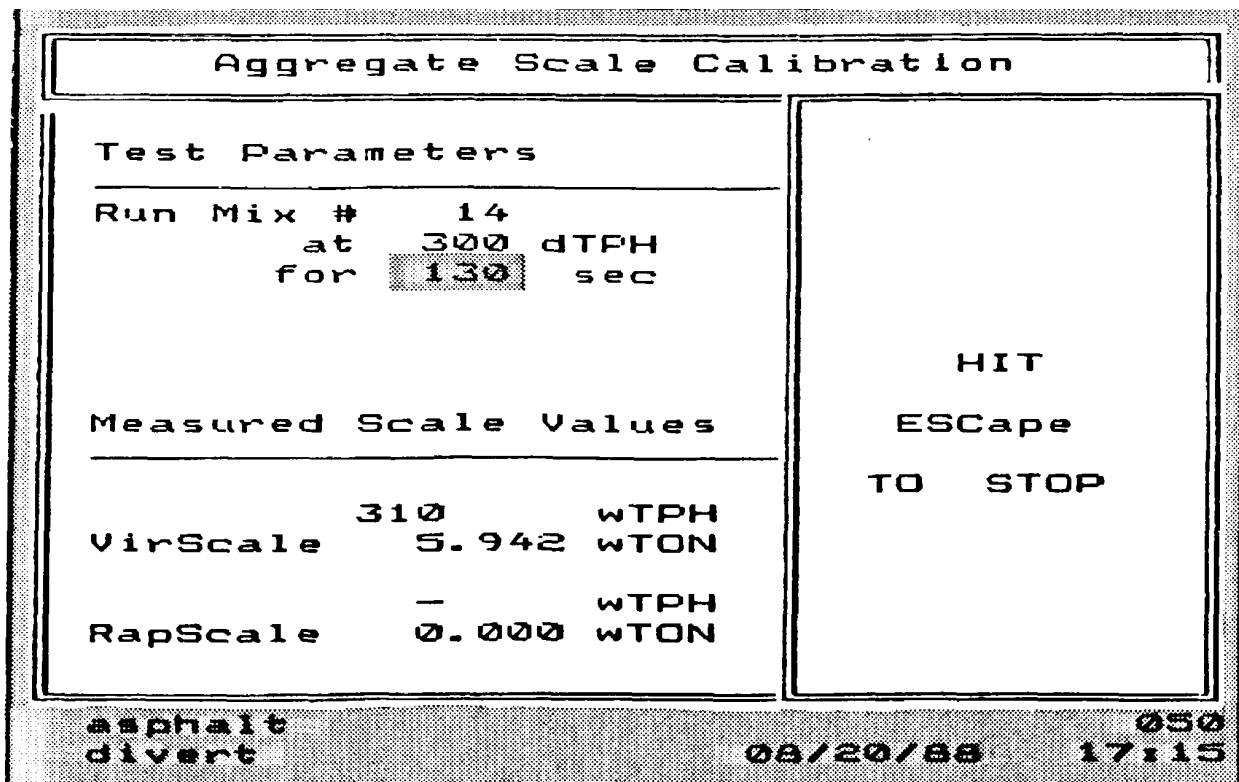 Aggregate Scale Calibration
Test Parameters
Run Mix # 14
at 300 dTPH
for 130 sec
Measured Scale Values
310 wTPH
VirScale 5.942 wTON
- wTPH
RapScale 0.000 wTON
HIT
ESCape
TO STOP
asphalt 050
divert 08/20/88 17:15